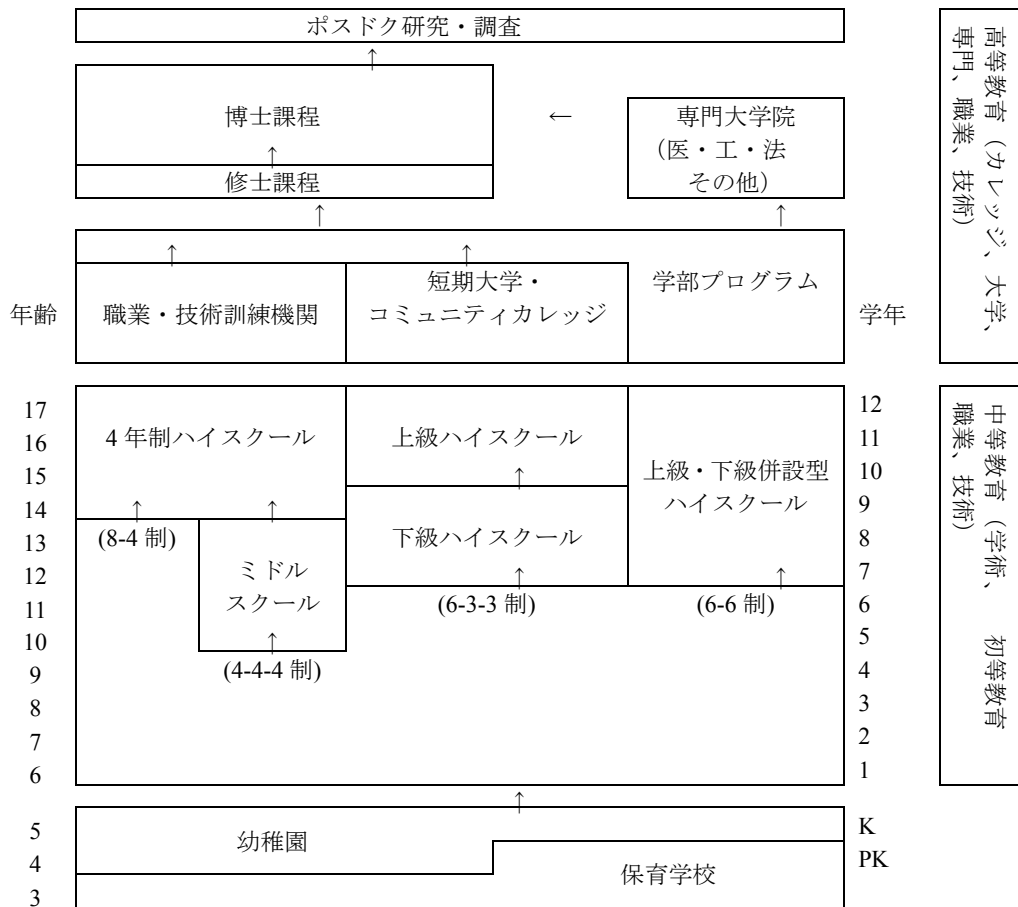 ポスドク研究・調査
↑
博士課程
←
専門大学院
(医・工・法
その他)
↑
修士課程
↑
↑
↑
↑
職業・技術訓練機関
短期大学・
コミュニティカレッジ
学部プログラム
年齢
学年
17
16
15
14
13
12
11
10
9
8
7
6
5
4
3
4 年制ハイスクール
上級ハイスクール
↑
上級・下級併設型
ハイスクール
↑
↑
(8-4 制)
ミドル
スクール
↑
(4-4-4 制)
下級ハイスクール
↑
(6-3-3 制)
↑
(6-6 制)
↑
幼稚園
保育学校
12
11
10
9
8
7
6
5
4
3
2
1
K
PK
高等教育（カレッジ、大学、
専門、職業、技術）
中等教育（学術、
職業、技術）
初等教育